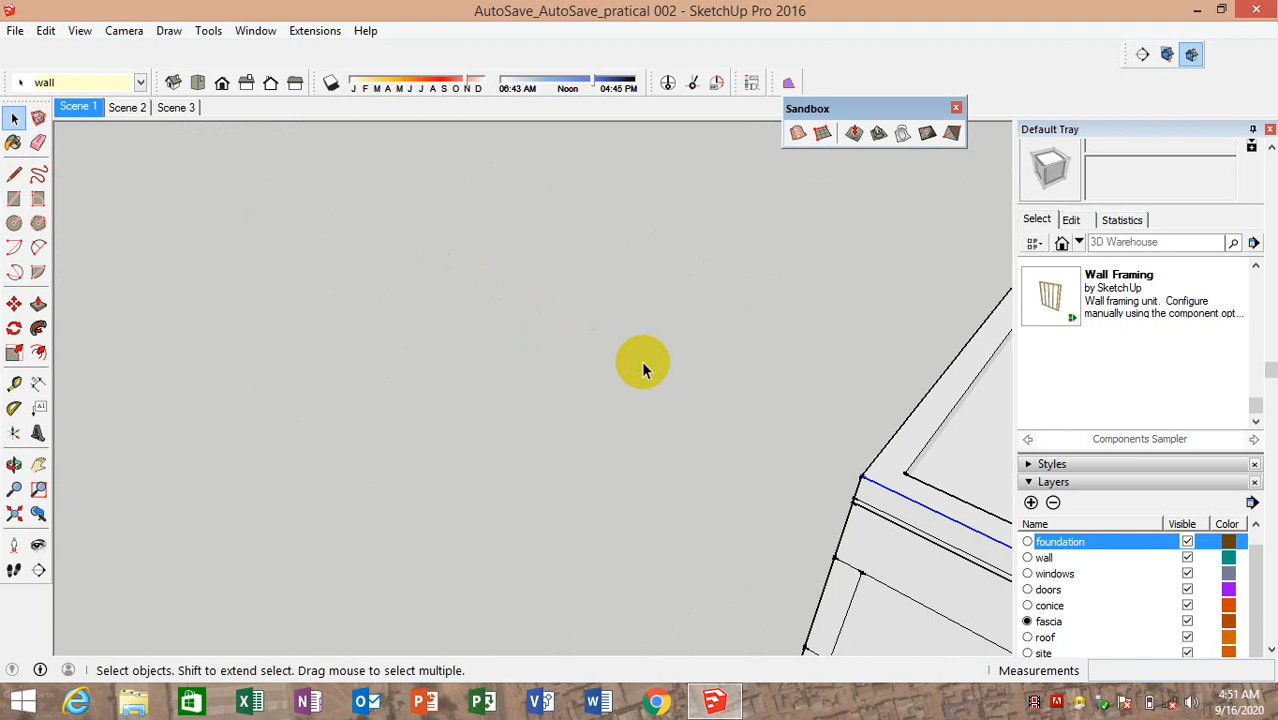 AutoSave_AutoSave_pratical 002 - SketchUp Pro 2016
File Edit View Camera Draw Tools Window Extensions Help
wall
J F M A M J J A S O N D
06:43 AM Noon 04:45 PM
Scene 1 Scene 2 Scene 3
Sandbox
Default Tray
Select Edit Statistics
3D Warehouse
Wall Framing
by SketchUp
Wall framing unit. Configure
manually using the component opt...
Components Sampler
Styles
Layers
Name Visible Color
foundation
wall
windows
doors
conice
fascia
roof
site
Select objects. Shift to extend select. Drag mouse to select multiple.
Measurements
4:51 AM
9/16/2020